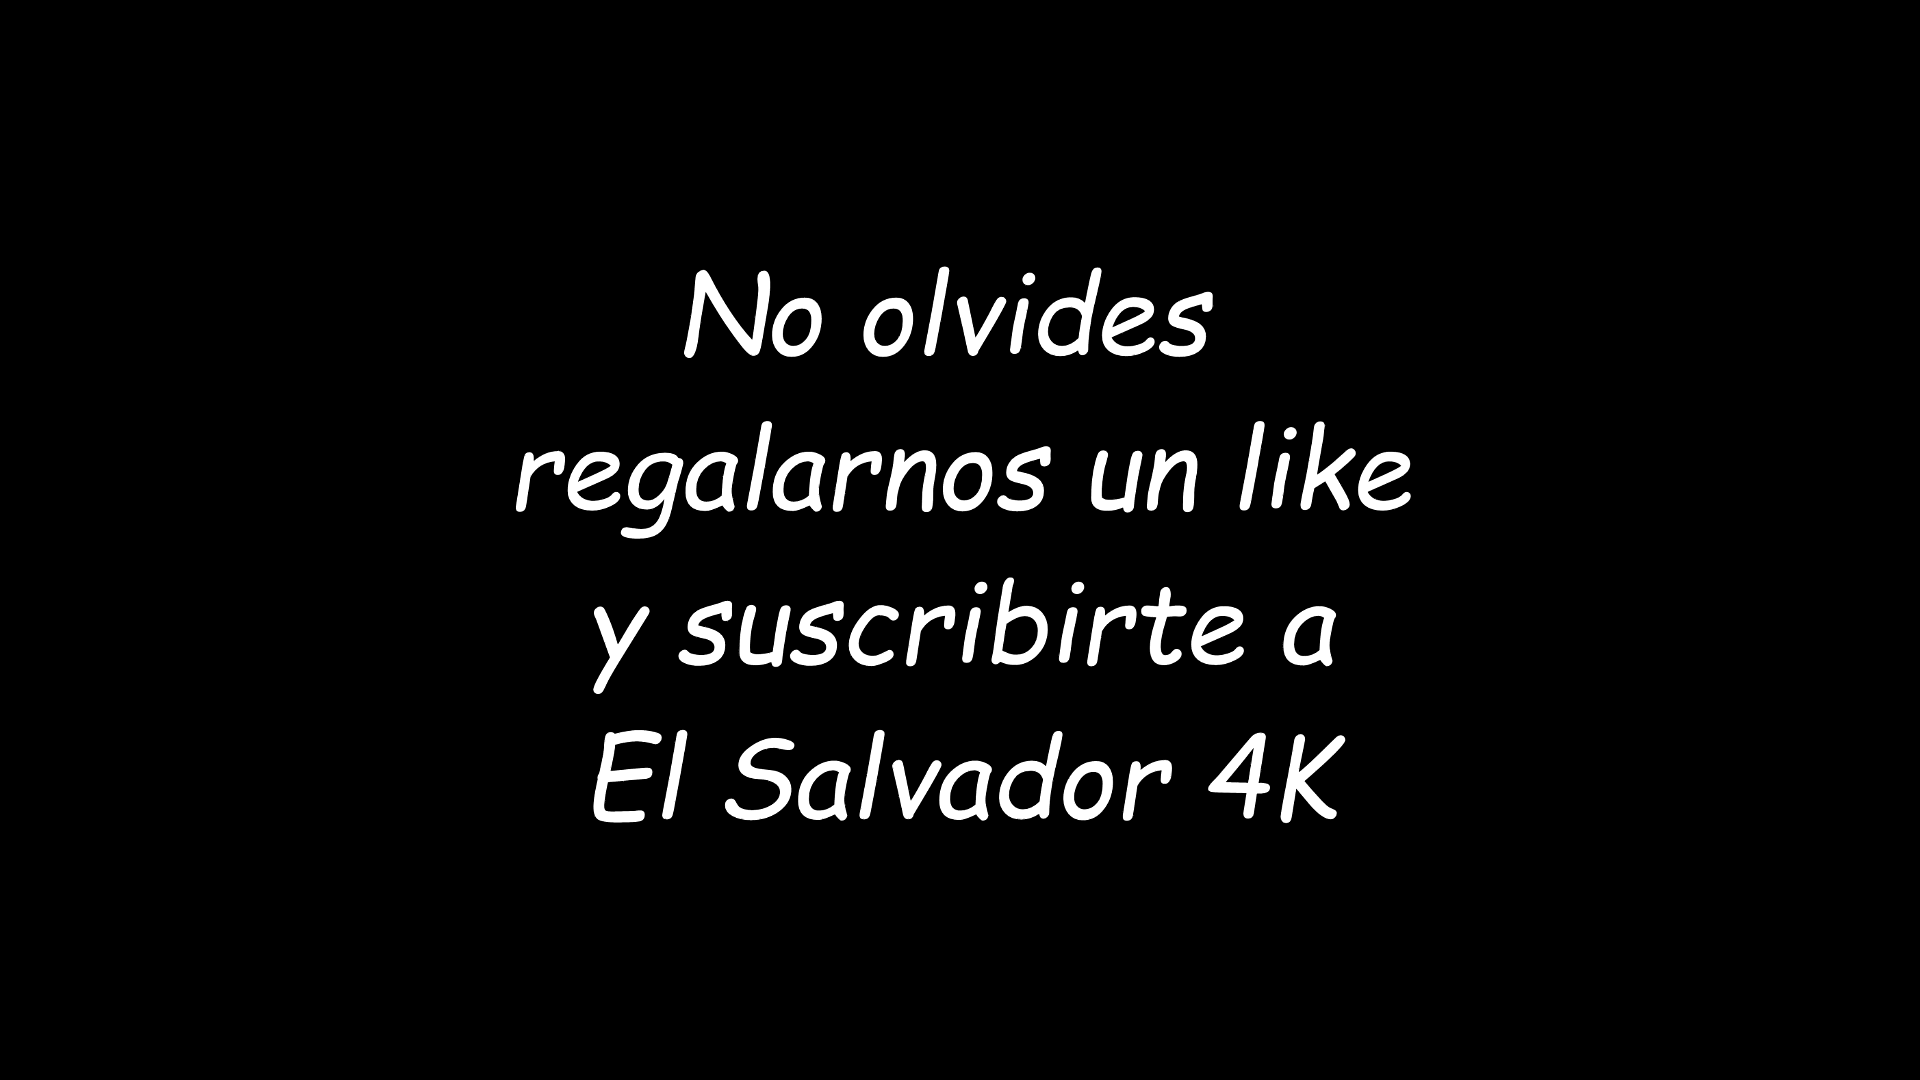 No olvides
regalarnos un like
y suscribirte a
El Salvador 4K